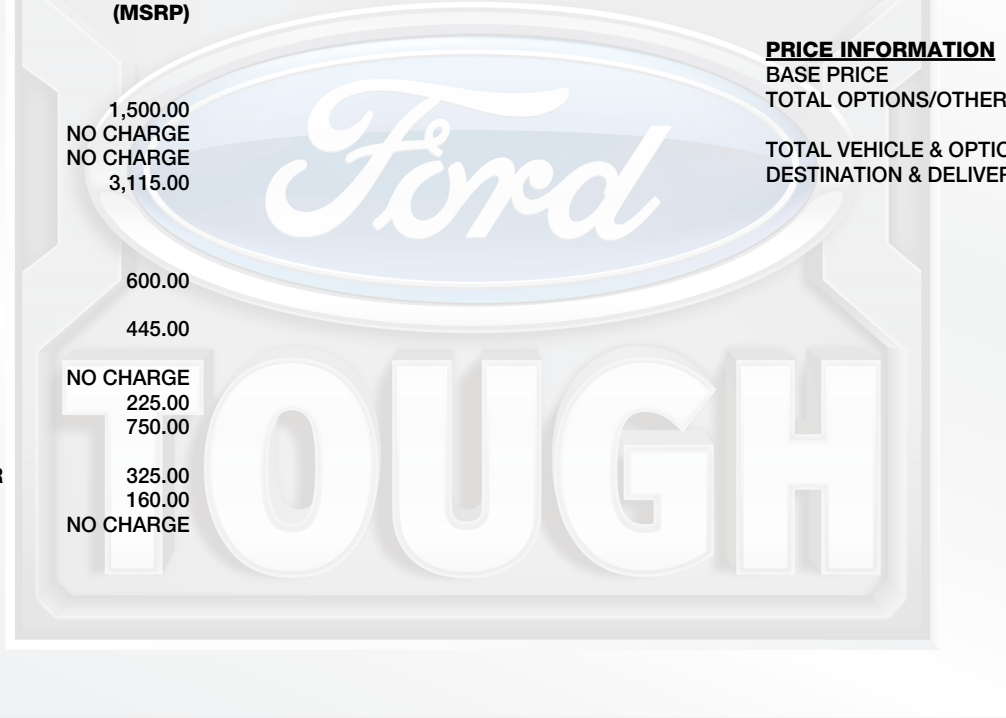 (MSRP)
1,500.00
NO CHARGE
NO CHARGE
3,115.00
600.00
445.00
NO CHARGE
225.00
750.00
R 325.00
160.00
NO CHARGE
PRICE INFORMATION
BASE PRICE
TOTAL OPTIONS/OTHER
TOTAL VEHICLE & OPTIO
DESTINATION & DELIVER
Ford
TOUGH